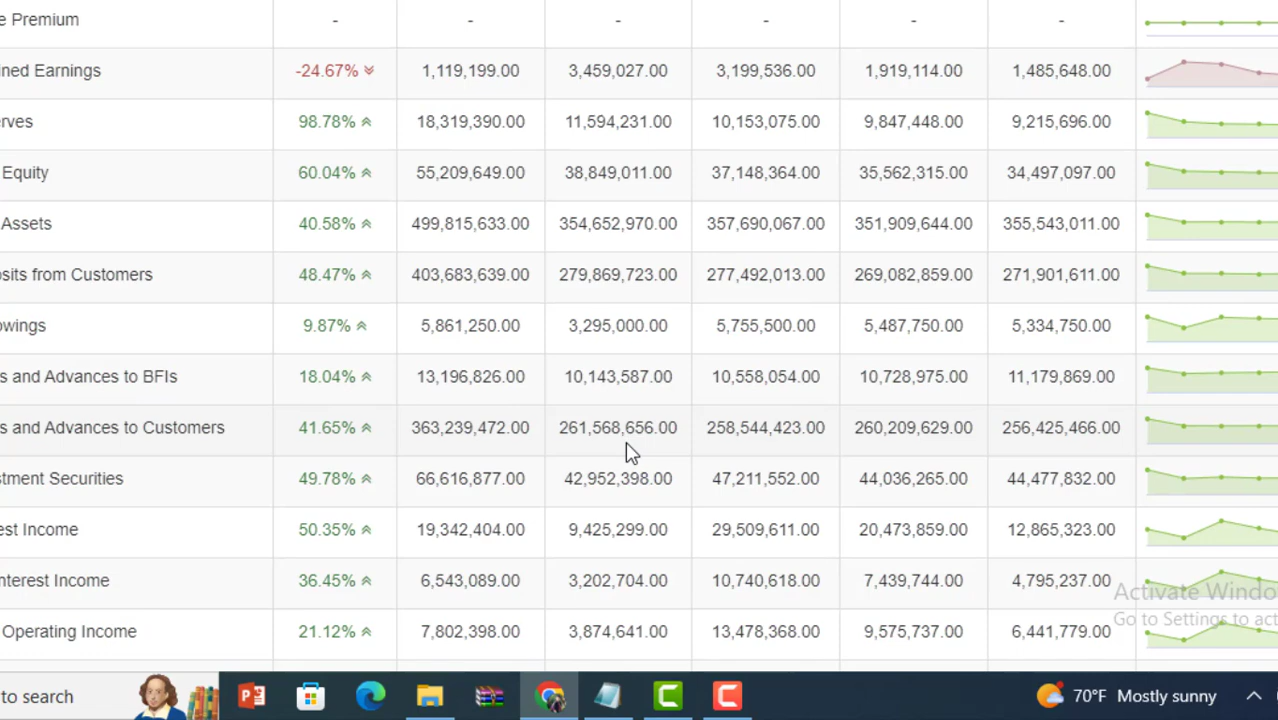 e Premium - - - - - -
ined Earnings -24.67% 1,119,199.00 3,459,027.00 3,199,536.00 1,919,114.00 1,485,648.00
erves 98.78% 18,319,390.00 11,594,231.00 10,153,075.00 9,847,448.00 9,215,696.00
Equity 60.04% 55,209,649.00 38,849,011.00 37,148,364.00 35,562,315.00 34,497,097.00
Assets 40.58% 499,815,633.00 354,652,970.00 357,690,067.00 351,909,644.00 355,543,011.00
osits from Customers 48.47% 403,683,639.00 279,869,723.00 277,492,013.00 269,082,859.00 271,901,611.00
owings 9.87% 5,861,250.00 3,295,000.00 5,755,500.00 5,487,750.00 5,334,750.00
s and Advances to BFIs 18.04% 13,196,826.00 10,143,587.00 10,558,054.00 10,728,975.00 11,179,869.00
s and Advances to Customers 41.65% 363,239,472.00 261,568,656.00 258,544,423.00 260,209,629.00 256,425,466.00
stment Securities 49.78% 66,616,877.00 42,952,398.00 47,211,552.00 44,036,265.00 44,477,832.00
est Income 50.35% 19,342,404.00 9,425,299.00 29,509,611.00 20,473,859.00 12,865,323.00
nterest Income 36.45% 6,543,089.00 3,202,704.00 10,740,618.00 7,439,744.00 4,795,237.00
Operating Income 21.12% 7,802,398.00 3,874,641.00 13,478,368.00 9,575,737.00 6,441,779.00
Activate Windo
Go to Settings to act
to search 70°F Mostly sunny